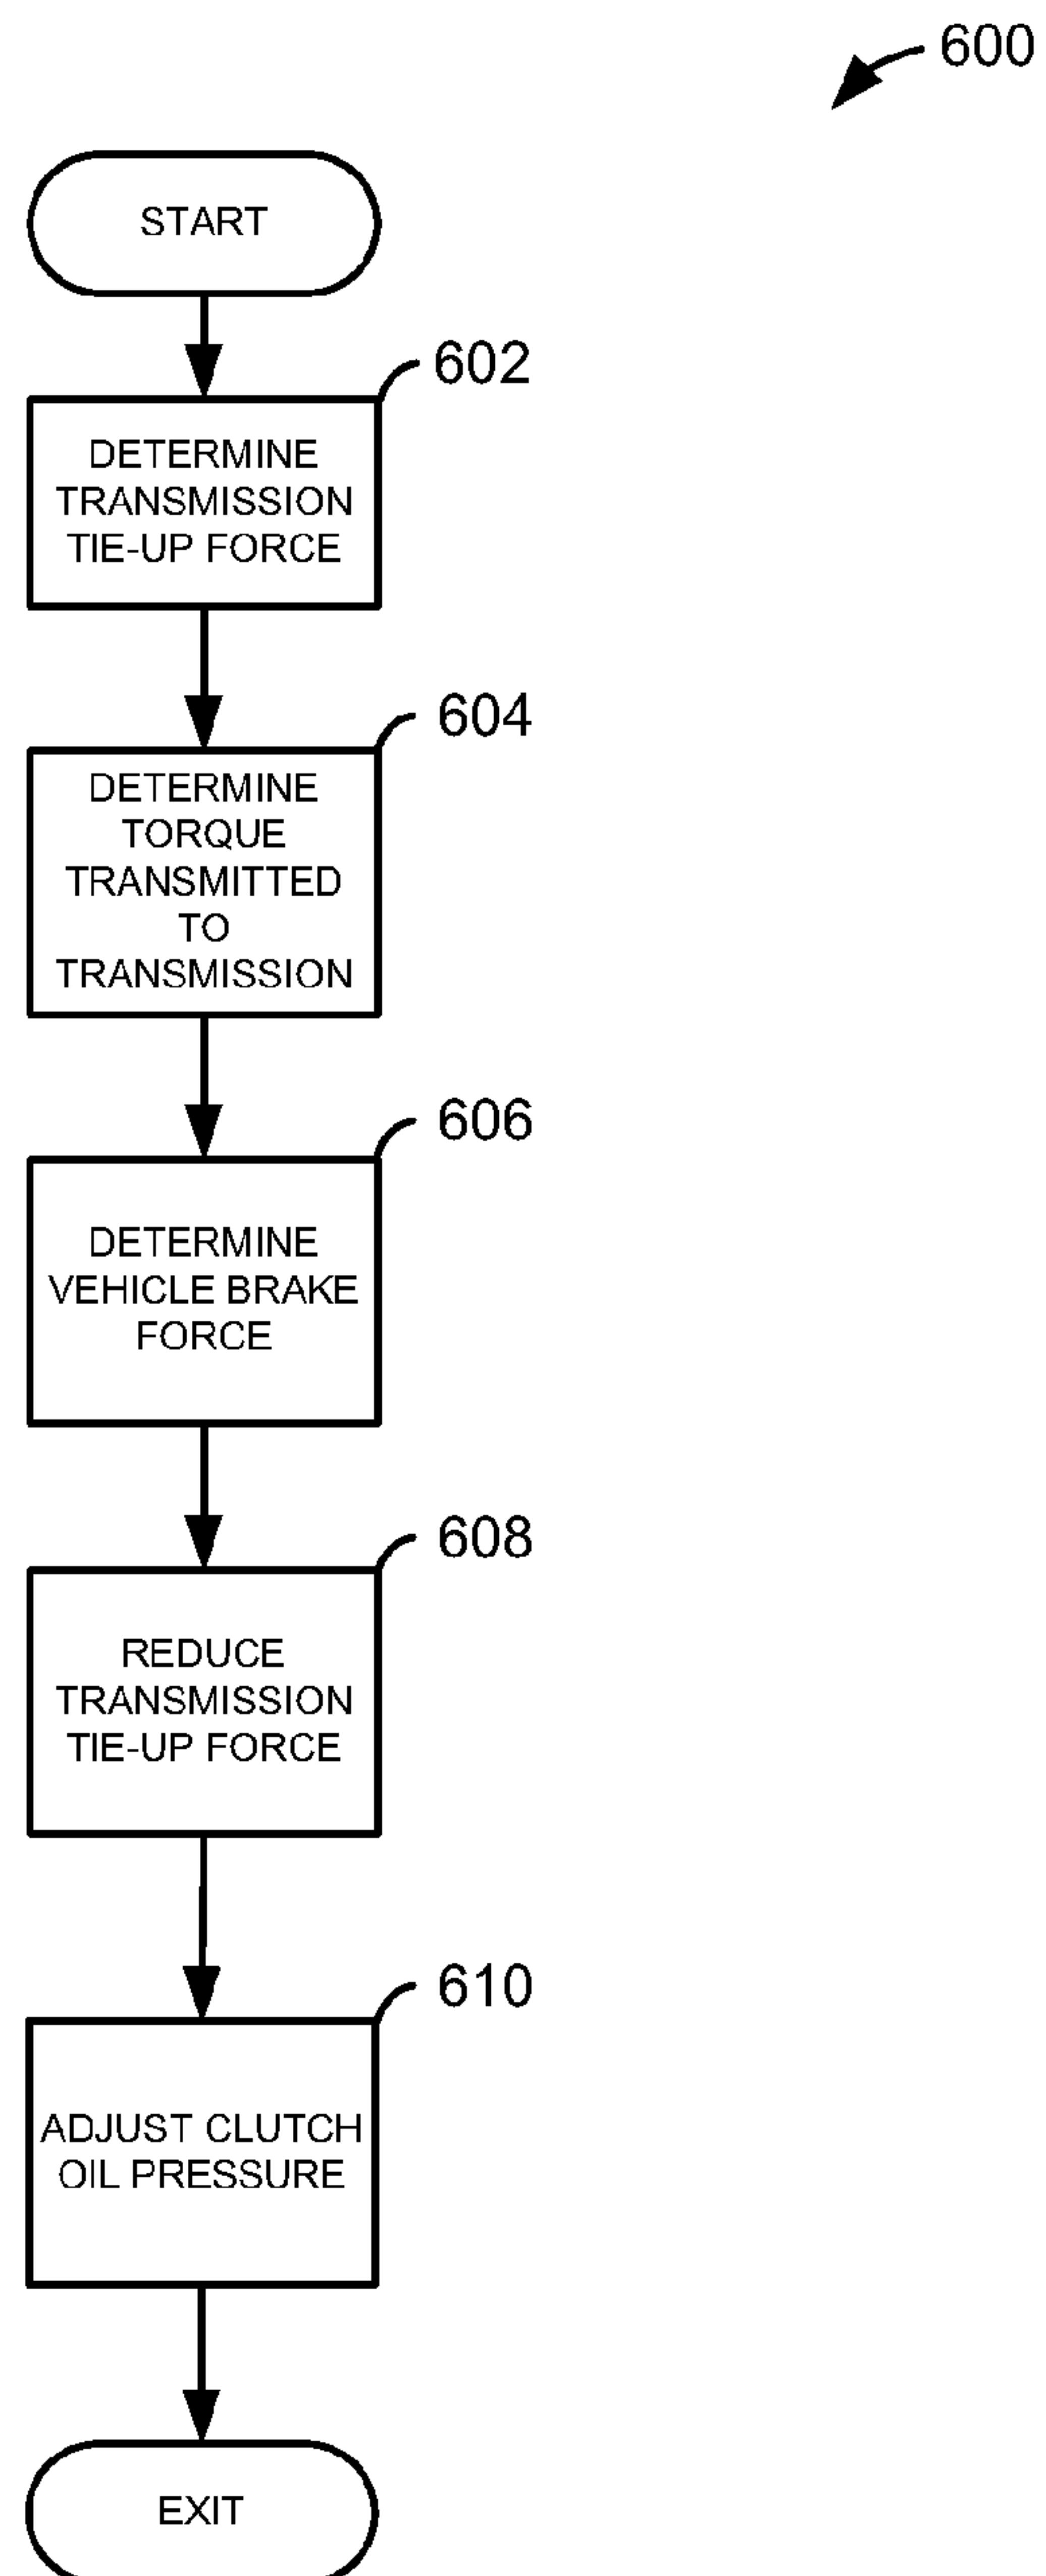 600
START
602
DETERMINE
TRANSMISSION
TIE-UP FORCE
604
DETERMINE
TORQUE
TRANSMITTED
TO
TRANSMISSION
606
DETERMINE
VEHICLE BRAKE
FORCE
608
REDUCE
TRANSMISSION
TIE-UP FORCE
610
ADJUST CLUTCH
OIL PRESSURE
EXIT